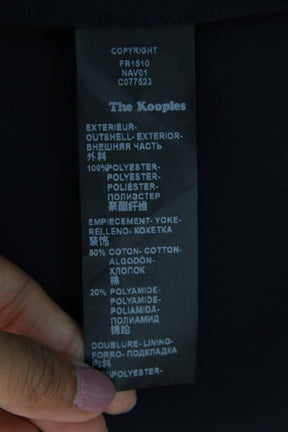 COPYRIGHT
FR1510
NAV01
C077523
The Kooples
EXTERIEUR-
OUTSHELL- EXTERIOR-
ВНЕШНЯЯ ЧАСТЬ
外料
100%POLYESTER-
POLYESTER-
POLIÉSTER-
ПОЛИЭСТЕР
聚酯纤维
EMPIECEMENT- YOKE-
RELLENO- КОКЕТКА
装饰
80% COTON- COTTON-
ALGODÓN-
ХЛОПОК
棉
20% POLYAMIDE-
POLYAMIDE-
POLIAMIDA-
ПОЛИАМИД
锦纶
DOUBLURE- LINING-
FORRO- ПОДКЛАДКА
内料
POLYESTER-